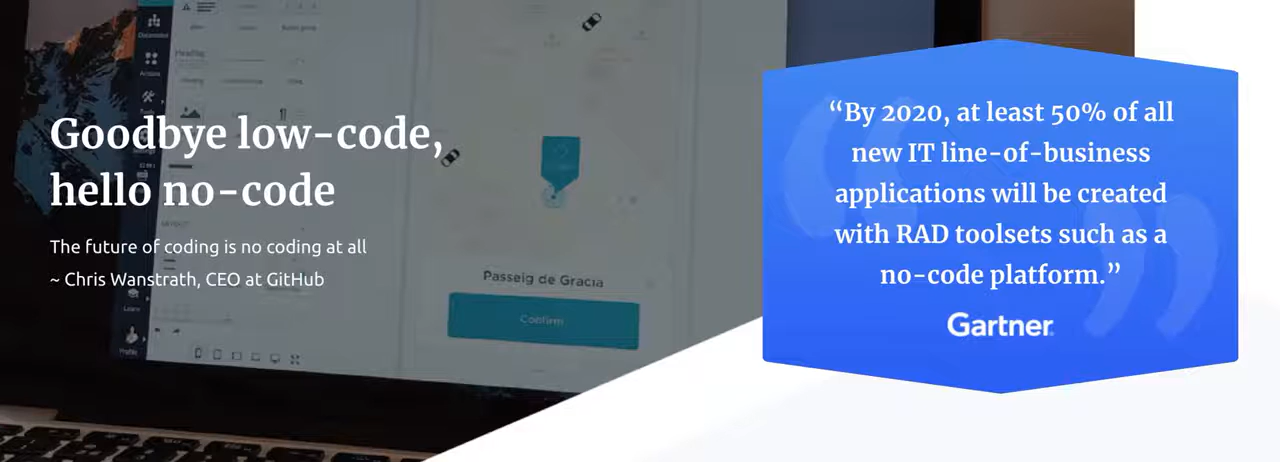 Goodbye low-code,
hello no-code
The future of coding is no coding at all
~ Chris Wanstrath, CEO at GitHub
Passeig de Gracia
Confirm
“By 2020, at least 50% of all
new IT line-of-business
applications will be created
with RAD toolsets such as a
no-code platform.”
Gartner